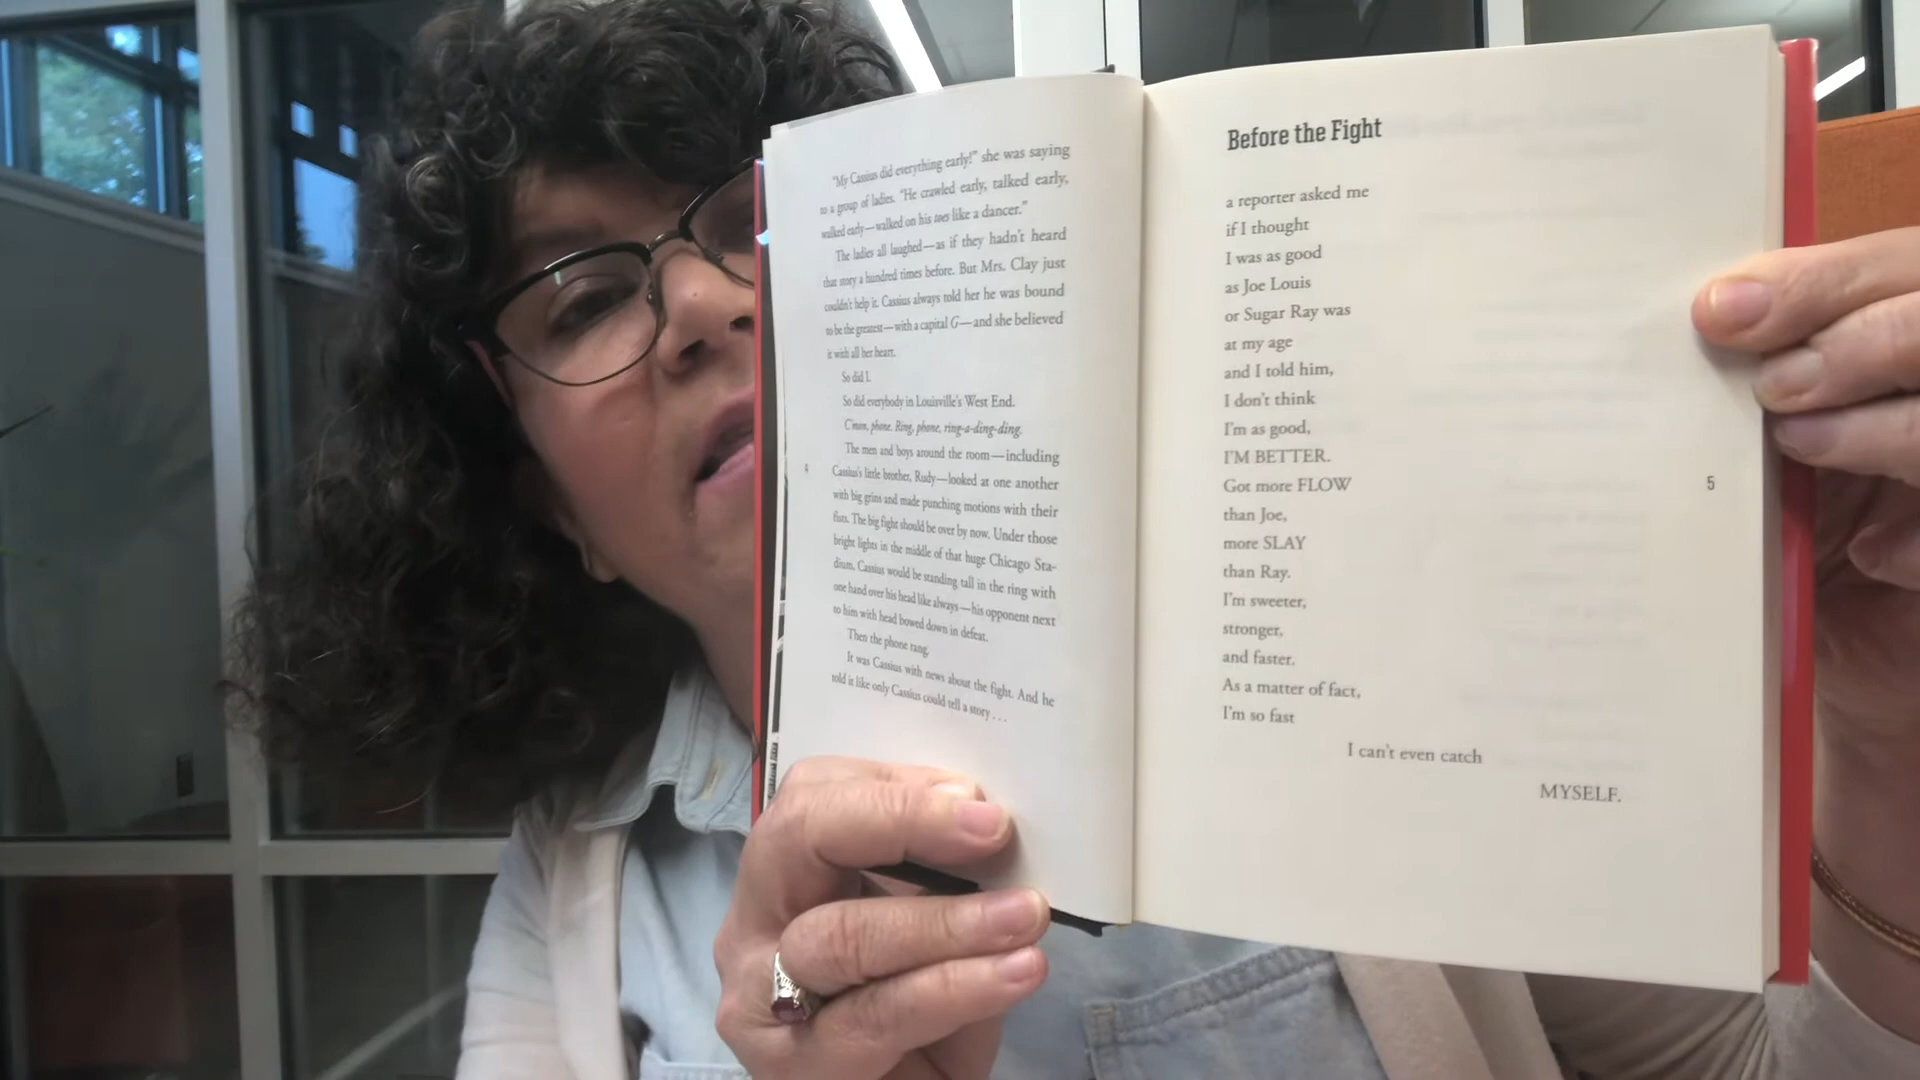 "My Cassius did everything early!" she was saying
to a group of ladies. "He crawled early, talked early,
walked early—walked on his toes like a dancer."
The ladies all laughed—as if they hadn't heard
that story a hundred times before. But Mrs. Clay just
couldn't help it. Cassius always told her he was bound
to be the greatest—with a capital G—and she believed
it with all her heart.
So did I.
So did everybody in Louisville's West End.
C'mon, phone. Ring, phone, ring-a-ding-ding.
The men and boys around the room—including
Cassius's little brother, Rudy—looked at one another
with big grins and made punching motions with their
fists. The big fight should be over by now. Under those
bright lights in the middle of that huge Chicago Sta-
dium, Cassius would be standing tall in the ring with
one hand over his head like always—his opponent next
to him with head bowed down in defeat.
Then the phone rang.
It was Cassius with news about the fight. And he
told it like only Cassius could tell a story . . .
Before the Fight
a reporter asked me
if I thought
I was as good
as Joe Louis
or Sugar Ray was
at my age
and I told him,
I don't think
I'm as good,
I'M BETTER.
Got more FLOW
than Joe,
more SLAY
than Ray.
I'm sweeter,
stronger,
and faster.
As a matter of fact,
I'm so fast
I can't even catch
MYSELF.
5